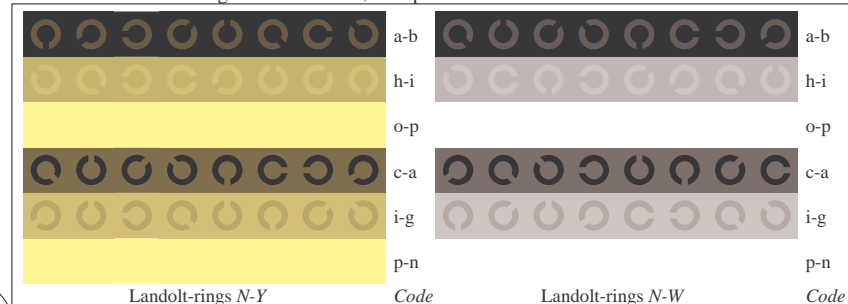 a-b a-b
h-i h-i
o-p o-p
c-a c-a
i-g i-g
p-n p-n
Landolt-rings N-Y Code Landolt-rings N-W Code